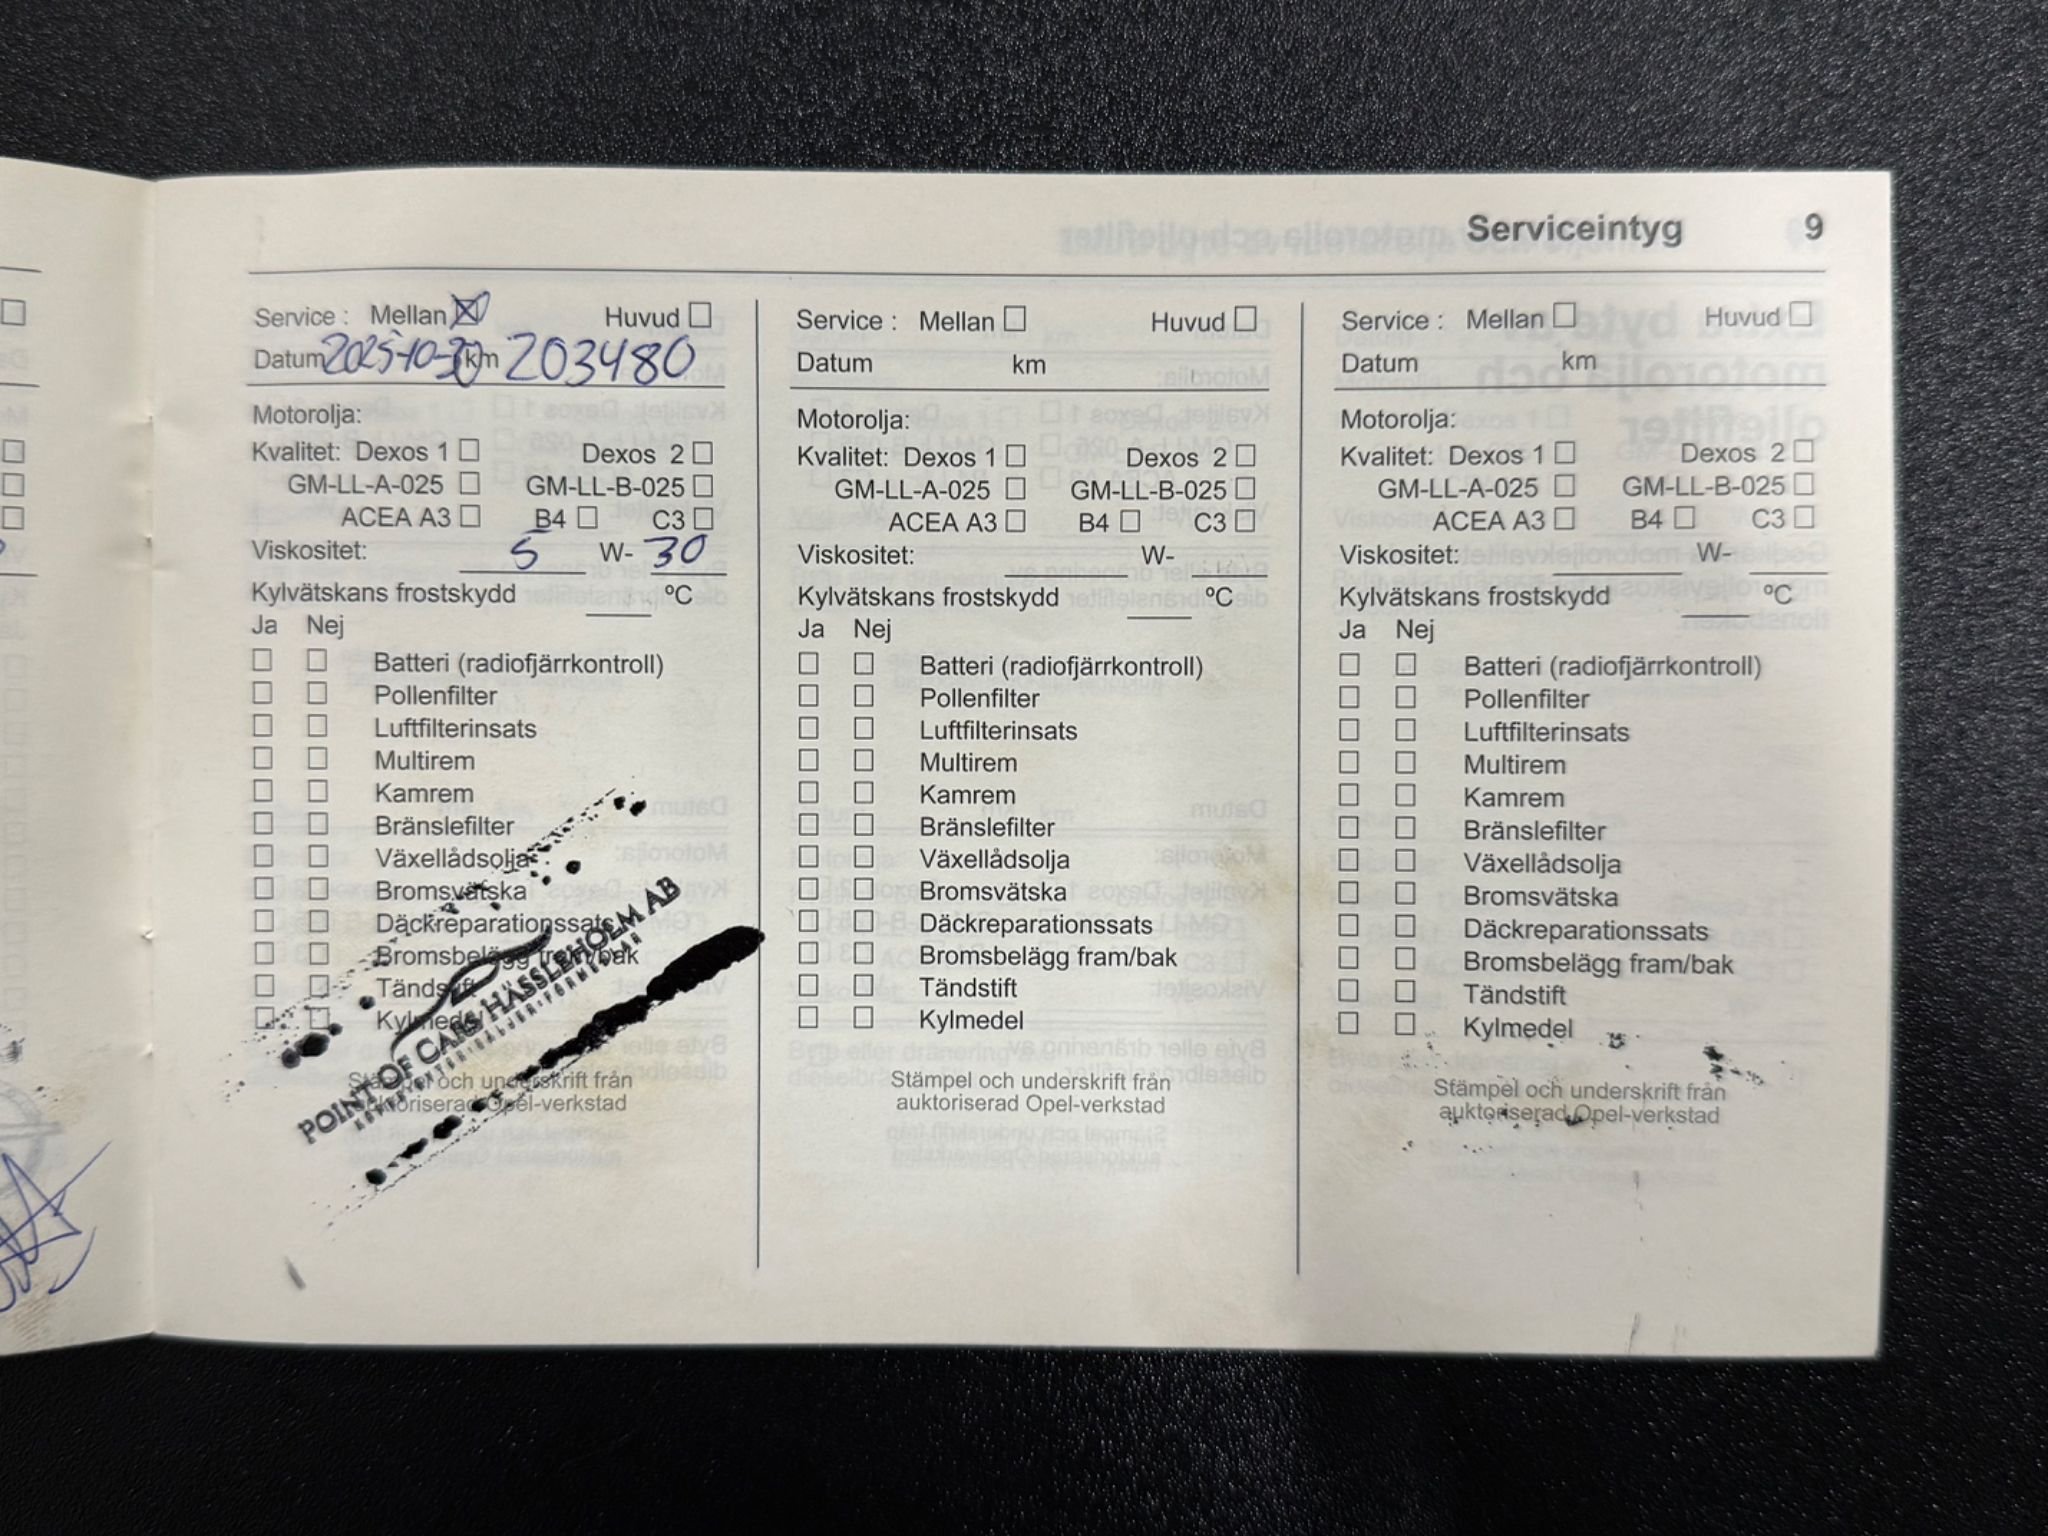 Serviceintyg 9
Service : Mellan ☒ Huvud ☐
Datum 2025-10-30 km 203480
Motorolja:
Kvalitet: Dexos 1 ☐ Dexos 2 ☐
GM-LL-A-025 ☐ GM-LL-B-025 ☐
ACEA A3 ☐ B4 ☐ C3 ☐
Viskositet: 5 W- 30
Kylvätskans frostskydd ºC
Ja Nej
☐ ☐ Batteri (radiofjärrkontroll)
☐ ☐ Pollenfilter
☐ ☐ Luftfilterinsats
☐ ☐ Multirem
☐ ☐ Kamrem
☐ ☐ Bränslefilter
☐ ☐ Växellådsolja
☐ ☐ Bromsvätska
☐ ☐ Däckreparationssats
☐ ☐ Bromsbelägg fram/bak
☐ ☐ Tändstift
☐ ☐ Kylmedel
POINT OF CARS HÄSSLEHOLM AB
Stämpel och underskrift från
auktoriserad Opel-verkstad
Service : Mellan ☐ Huvud ☐
Datum km
Motorolja:
Kvalitet: Dexos 1 ☐ Dexos 2 ☐
GM-LL-A-025 ☐ GM-LL-B-025 ☐
ACEA A3 ☐ B4 ☐ C3 ☐
Viskositet: W-
Kylvätskans frostskydd ºC
Ja Nej
☐ ☐ Batteri (radiofjärrkontroll)
☐ ☐ Pollenfilter
☐ ☐ Luftfilterinsats
☐ ☐ Multirem
☐ ☐ Kamrem
☐ ☐ Bränslefilter
☐ ☐ Växellådsolja
☐ ☐ Bromsvätska
☐ ☐ Däckreparationssats
☐ ☐ Bromsbelägg fram/bak
☐ ☐ Tändstift
☐ ☐ Kylmedel
Stämpel och underskrift från
auktoriserad Opel-verkstad
Service : Mellan ☐ Huvud ☐
Datum km
Motorolja:
Kvalitet: Dexos 1 ☐ Dexos 2 ☐
GM-LL-A-025 ☐ GM-LL-B-025 ☐
ACEA A3 ☐ B4 ☐ C3 ☐
Viskositet: W-
Kylvätskans frostskydd ºC
Ja Nej
☐ ☐ Batteri (radiofjärrkontroll)
☐ ☐ Pollenfilter
☐ ☐ Luftfilterinsats
☐ ☐ Multirem
☐ ☐ Kamrem
☐ ☐ Bränslefilter
☐ ☐ Växellådsolja
☐ ☐ Bromsvätska
☐ ☐ Däckreparationssats
☐ ☐ Bromsbelägg fram/bak
☐ ☐ Tändstift
☐ ☐ Kylmedel
Stämpel och underskrift från
auktoriserad Opel-verkstad